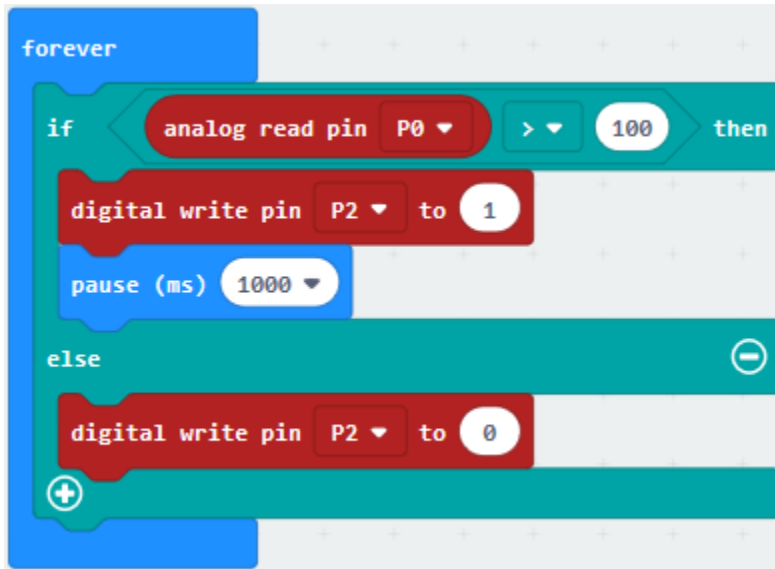 forever
if analog read pin P0 > 100 then
digital write pin P2 to 1
pause (ms) 1000
else
digital write pin P2 to 0